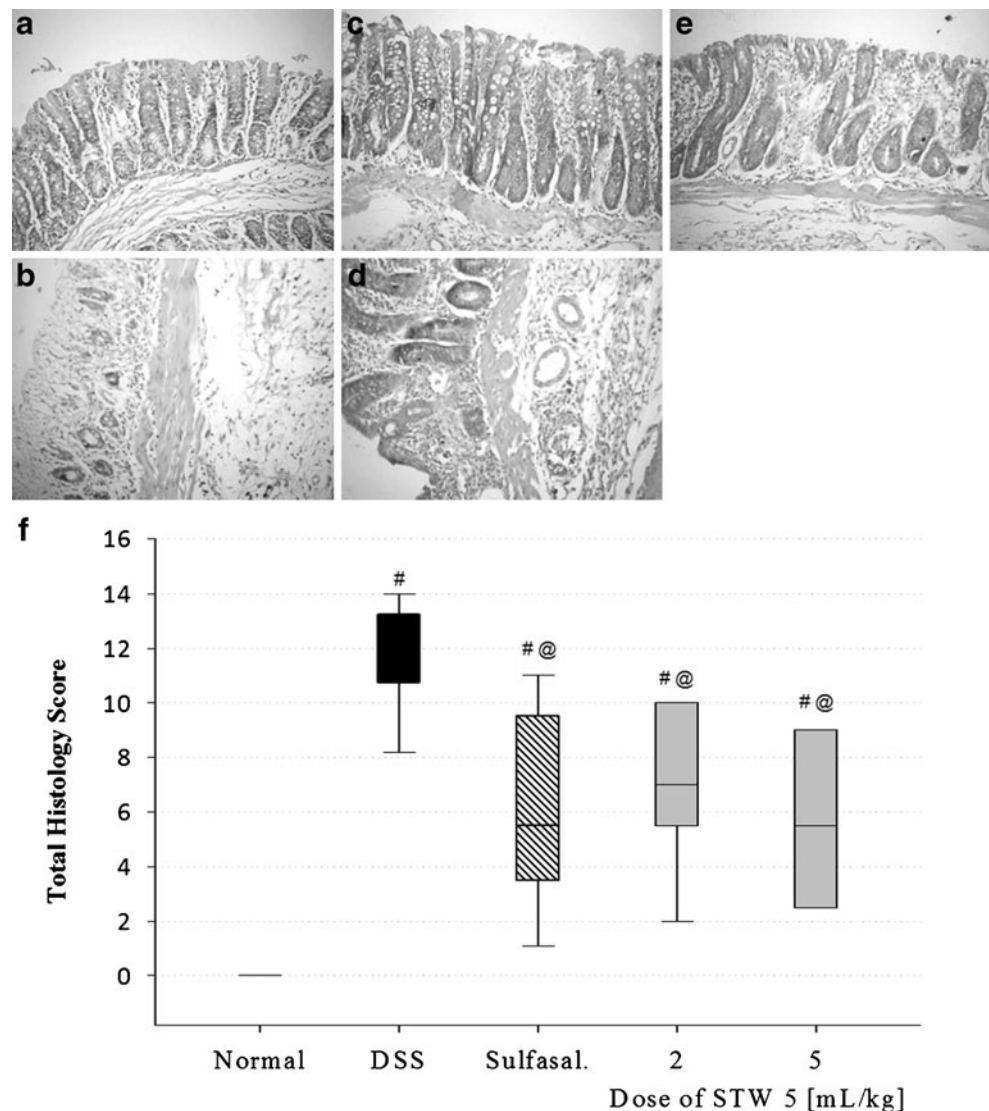 a
c
e
b
d
f
16
14
12
10
8
6
4
2
0
Total Histology Score
#
# @
# @
# @
Normal DSS Sulfasal. 2 5
Dose of STW 5 [mL/kg]